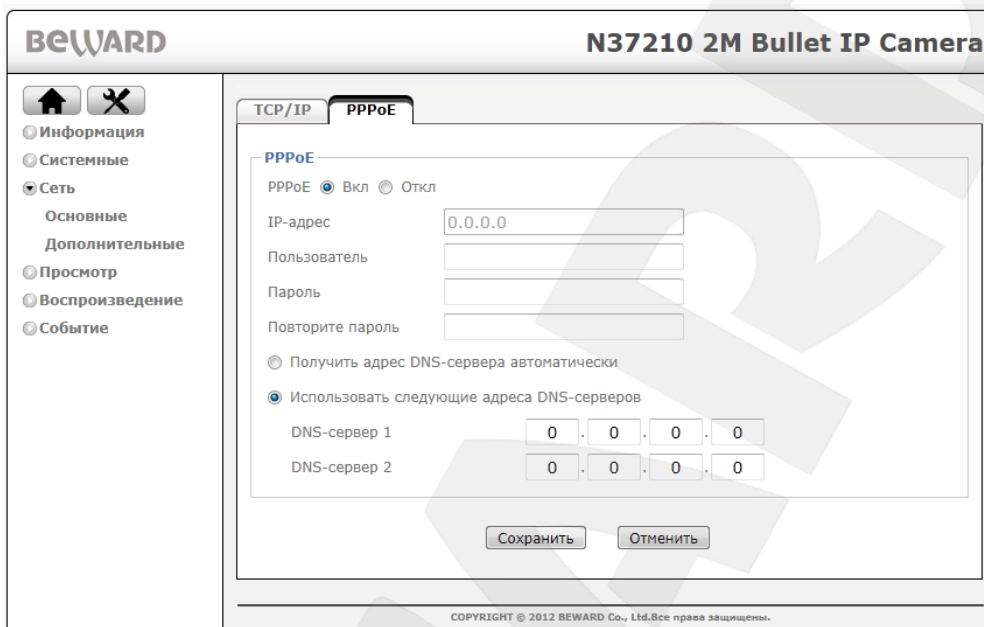 BEWARD
N37210 2M Bullet IP Camera
Информация
Системные
Сеть
Основные
Дополнительные
Просмотр
Воспроизведение
Событие
TCP/IP
PPPoE
PPPoE
PPPoE Вкл Откл
IP-адрес 0.0.0.0
Пользователь
Пароль
Повторите пароль
Получить адрес DNS-сервера автоматически
Использовать следующие адреса DNS-серверов
DNS-сервер 1 0 . 0 . 0 . 0
DNS-сервер 2 0 . 0 . 0 . 0
Сохранить
Отменить
COPYRIGHT © 2012 BEWARD Co., Ltd.Все права защищены.